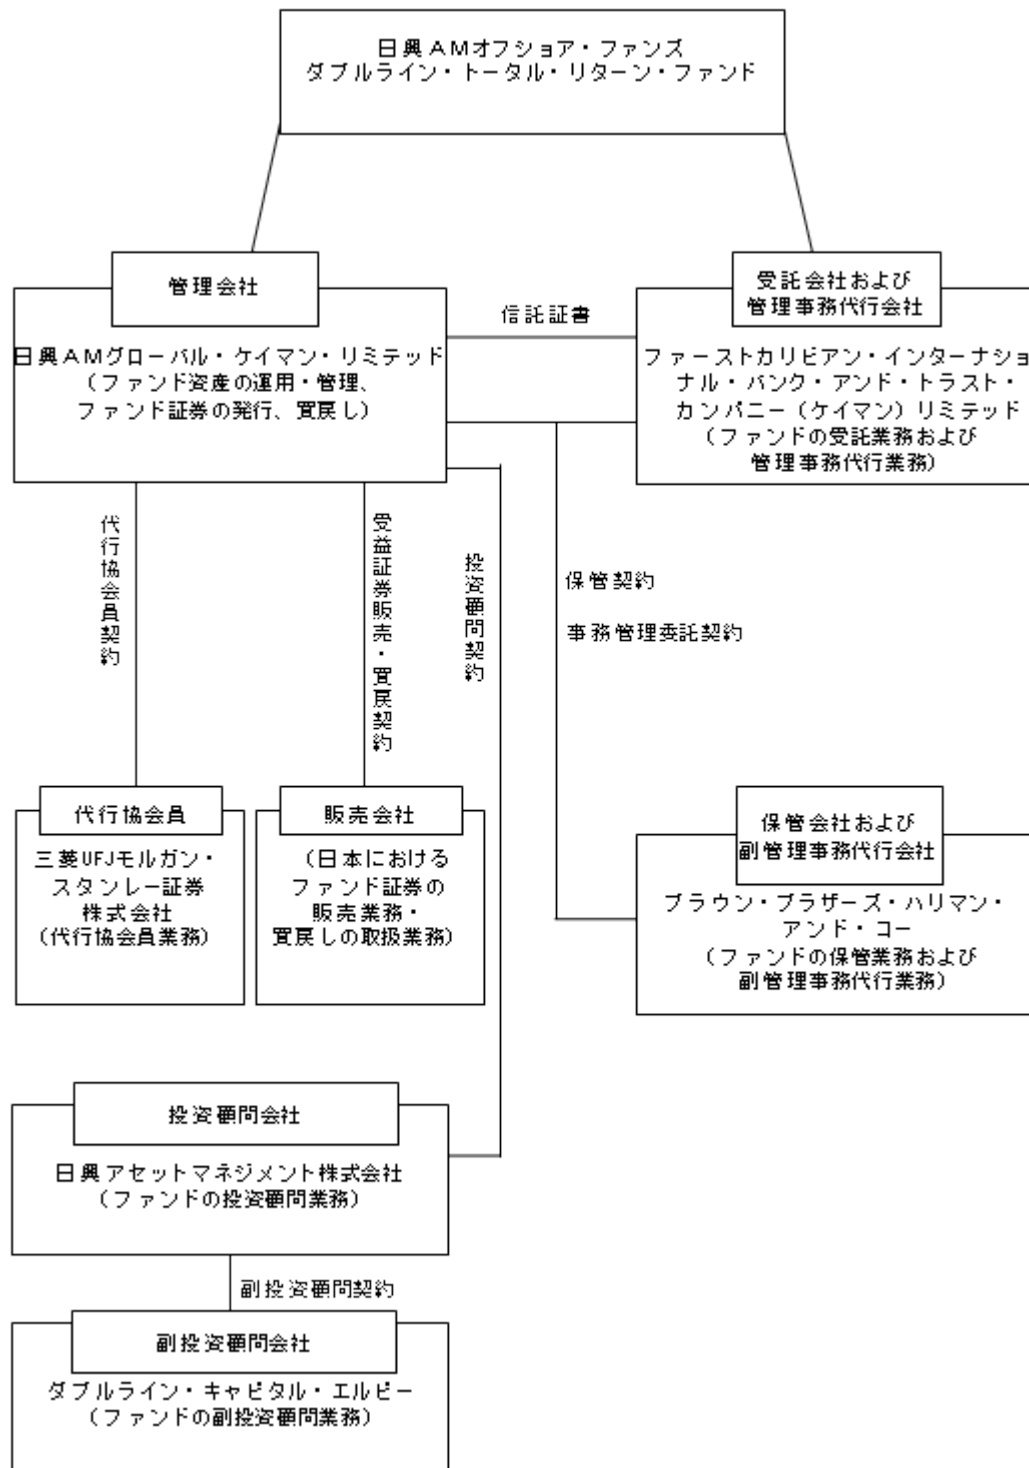 日興AMオフショア・ファンズ
ダブルライン・トータル・リターン・ファンド
管理会社
日興AMグローバル・ケイマン・リミテッド
（ファンド資産の運用・管理、
ファンド証券の発行、買戻し）
信託証書
受託会社および
管理事務代行会社
ファーストカリビアン・インターナショ
ナル・バンク・アンド・トラスト・
カンパニー（ケイマン）リミテッド
（ファンドの受託業務および
管理事務代行業務）
代行協会員契約
受益証券販売・買戻契約
投資顧問契約
保管契約
事務管理委託契約
代行協会員
三菱UFJモルガン・
スタンレー証券
株式会社
（代行協会員業務）
販売会社
（日本における
ファンド証券の
販売業務・
買戻しの取扱業務）
保管会社および
副管理事務代行会社
ブラウン・ブラザーズ・ハリマン・
アンド・コー
（ファンドの保管業務および
副管理事務代行業務）
投資顧問会社
日興アセットマネジメント株式会社
（ファンドの投資顧問業務）
副投資顧問契約
副投資顧問会社
ダブルライン・キャピタル・エルピー
（ファンドの副投資顧問業務）